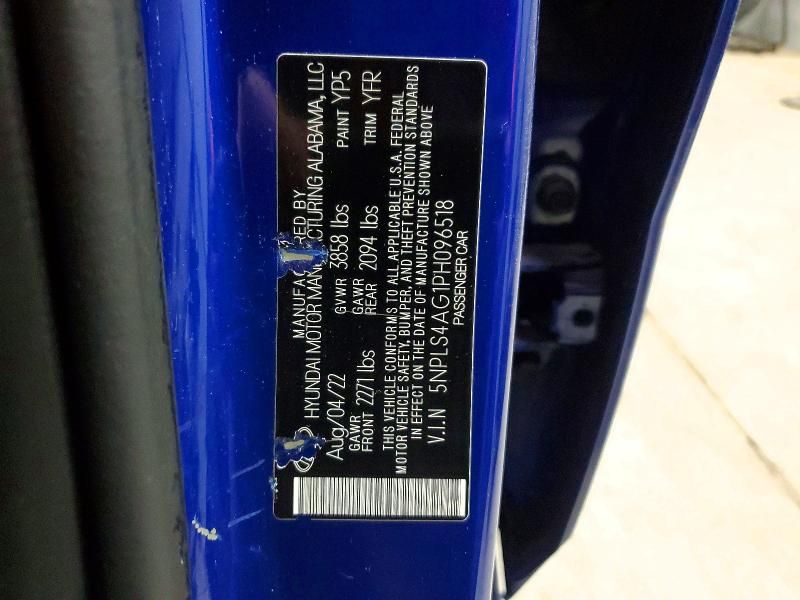 MANUFACTURED BY
HYUNDAI MOTOR MANUFACTURING ALABAMA, LLC
Aug/04/22 GVWR 3858 lbs PAINT YP5
GAWR FRONT 2271 lbs GAWR REAR 2094 lbs TRIM YFR
THIS VEHICLE CONFORMS TO ALL APPLICABLE U.S.A. FEDERAL
MOTOR VEHICLE SAFETY, BUMPER, AND THEFT PREVENTION STANDARDS
IN EFFECT ON THE DATE OF MANUFACTURE SHOWN ABOVE
V.I.N 5NPLS4AG1PH096518
PASSENGER CAR